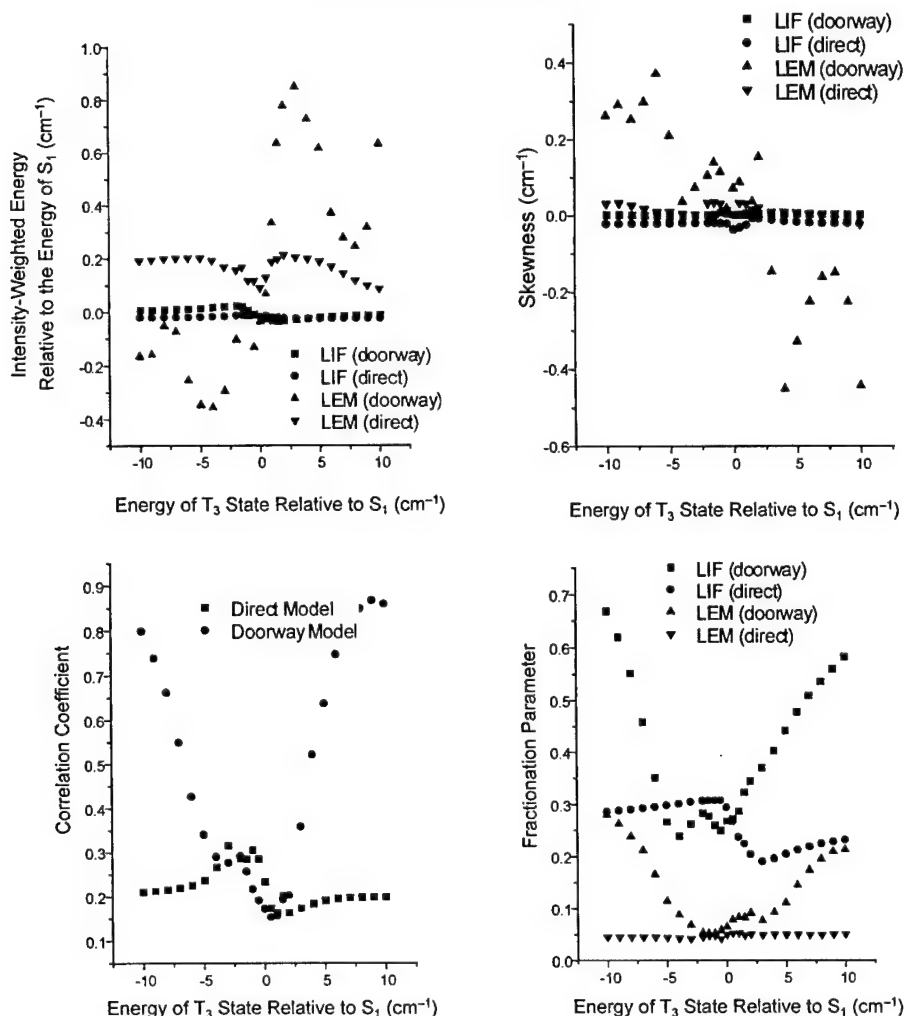 1.0
0.8
0.6
0.4
0.2
0.0
-0.2
-0.4
Intensity-Weighted Energy
Relative to the Energy of S₁ (cm⁻¹)
LIF (doorway)
LIF (direct)
LEM (doorway)
LEM (direct)
-10 -5 0 5 10
Energy of T₃ State Relative to S₁ (cm⁻¹)
LIF (doorway)
LIF (direct)
LEM (doorway)
LEM (direct)
0.4
0.2
0.0
-0.2
-0.4
-0.6
Skewness (cm⁻¹)
-10 -5 0 5 10
Energy of T₃ State Relative to S₁ (cm⁻¹)
0.9
0.8
0.7
0.6
0.5
0.4
0.3
0.2
0.1
Correlation Coefficient
Direct Model
Doorway Model
-10 -5 0 5 10
Energy of T₃ State Relative to S₁ (cm⁻¹)
LIF (doorway)
LIF (direct)
LEM (doorway)
LEM (direct)
0.7
0.6
0.5
0.4
0.3
0.2
0.1
0.0
Fractionation Parameter
-10 -5 0 5 10
Energy of T₃ State Relative to S₁ (cm⁻¹)